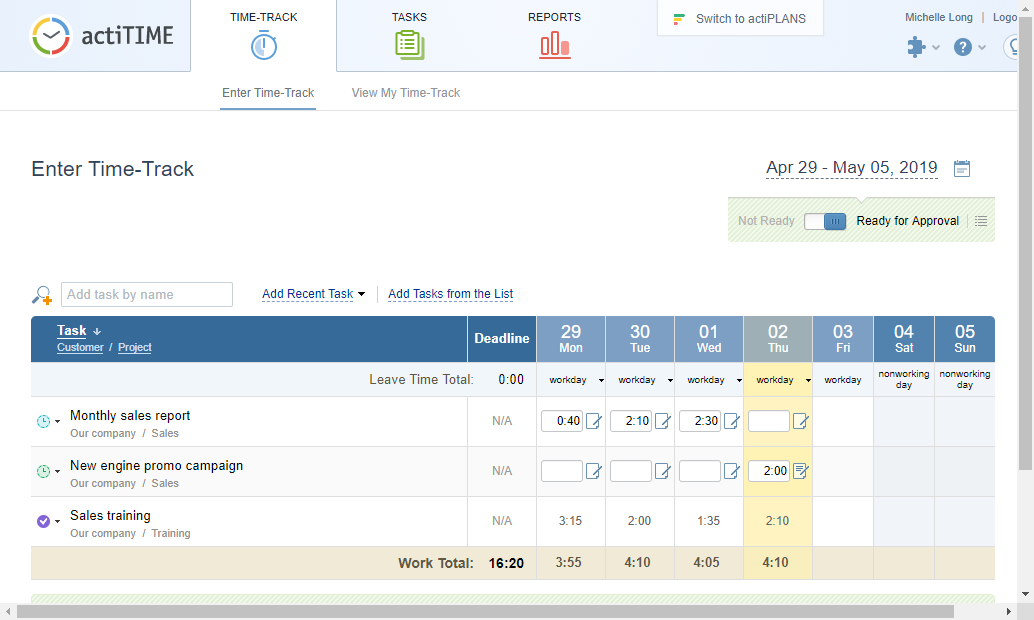 actiTIME
TIME-TRACK
TASKS
REPORTS
Switch to actiPLANS
Michelle Long | Logo
?
Enter Time-Track
View My Time-Track
Enter Time-Track
Apr 29 - May 05, 2019
Not Ready
Ready for Approval
Add task by name
Add Recent Task
Add Tasks from the List
Task ↓ Deadline 29 30 01 02 03 04 05
Customer / Project Mon Tue Wed Thu Fri Sat Sun
Leave Time Total: 0:00 workday workday workday workday workday nonworking day nonworking day
Monthly sales report N/A 0:40 2:10 2:30
Our company / Sales
New engine promo campaign N/A 2:00
Our company / Sales
Sales training N/A 3:15 2:00 1:35 2:10
Our company / Training
Work Total: 16:20 3:55 4:10 4:05 4:10